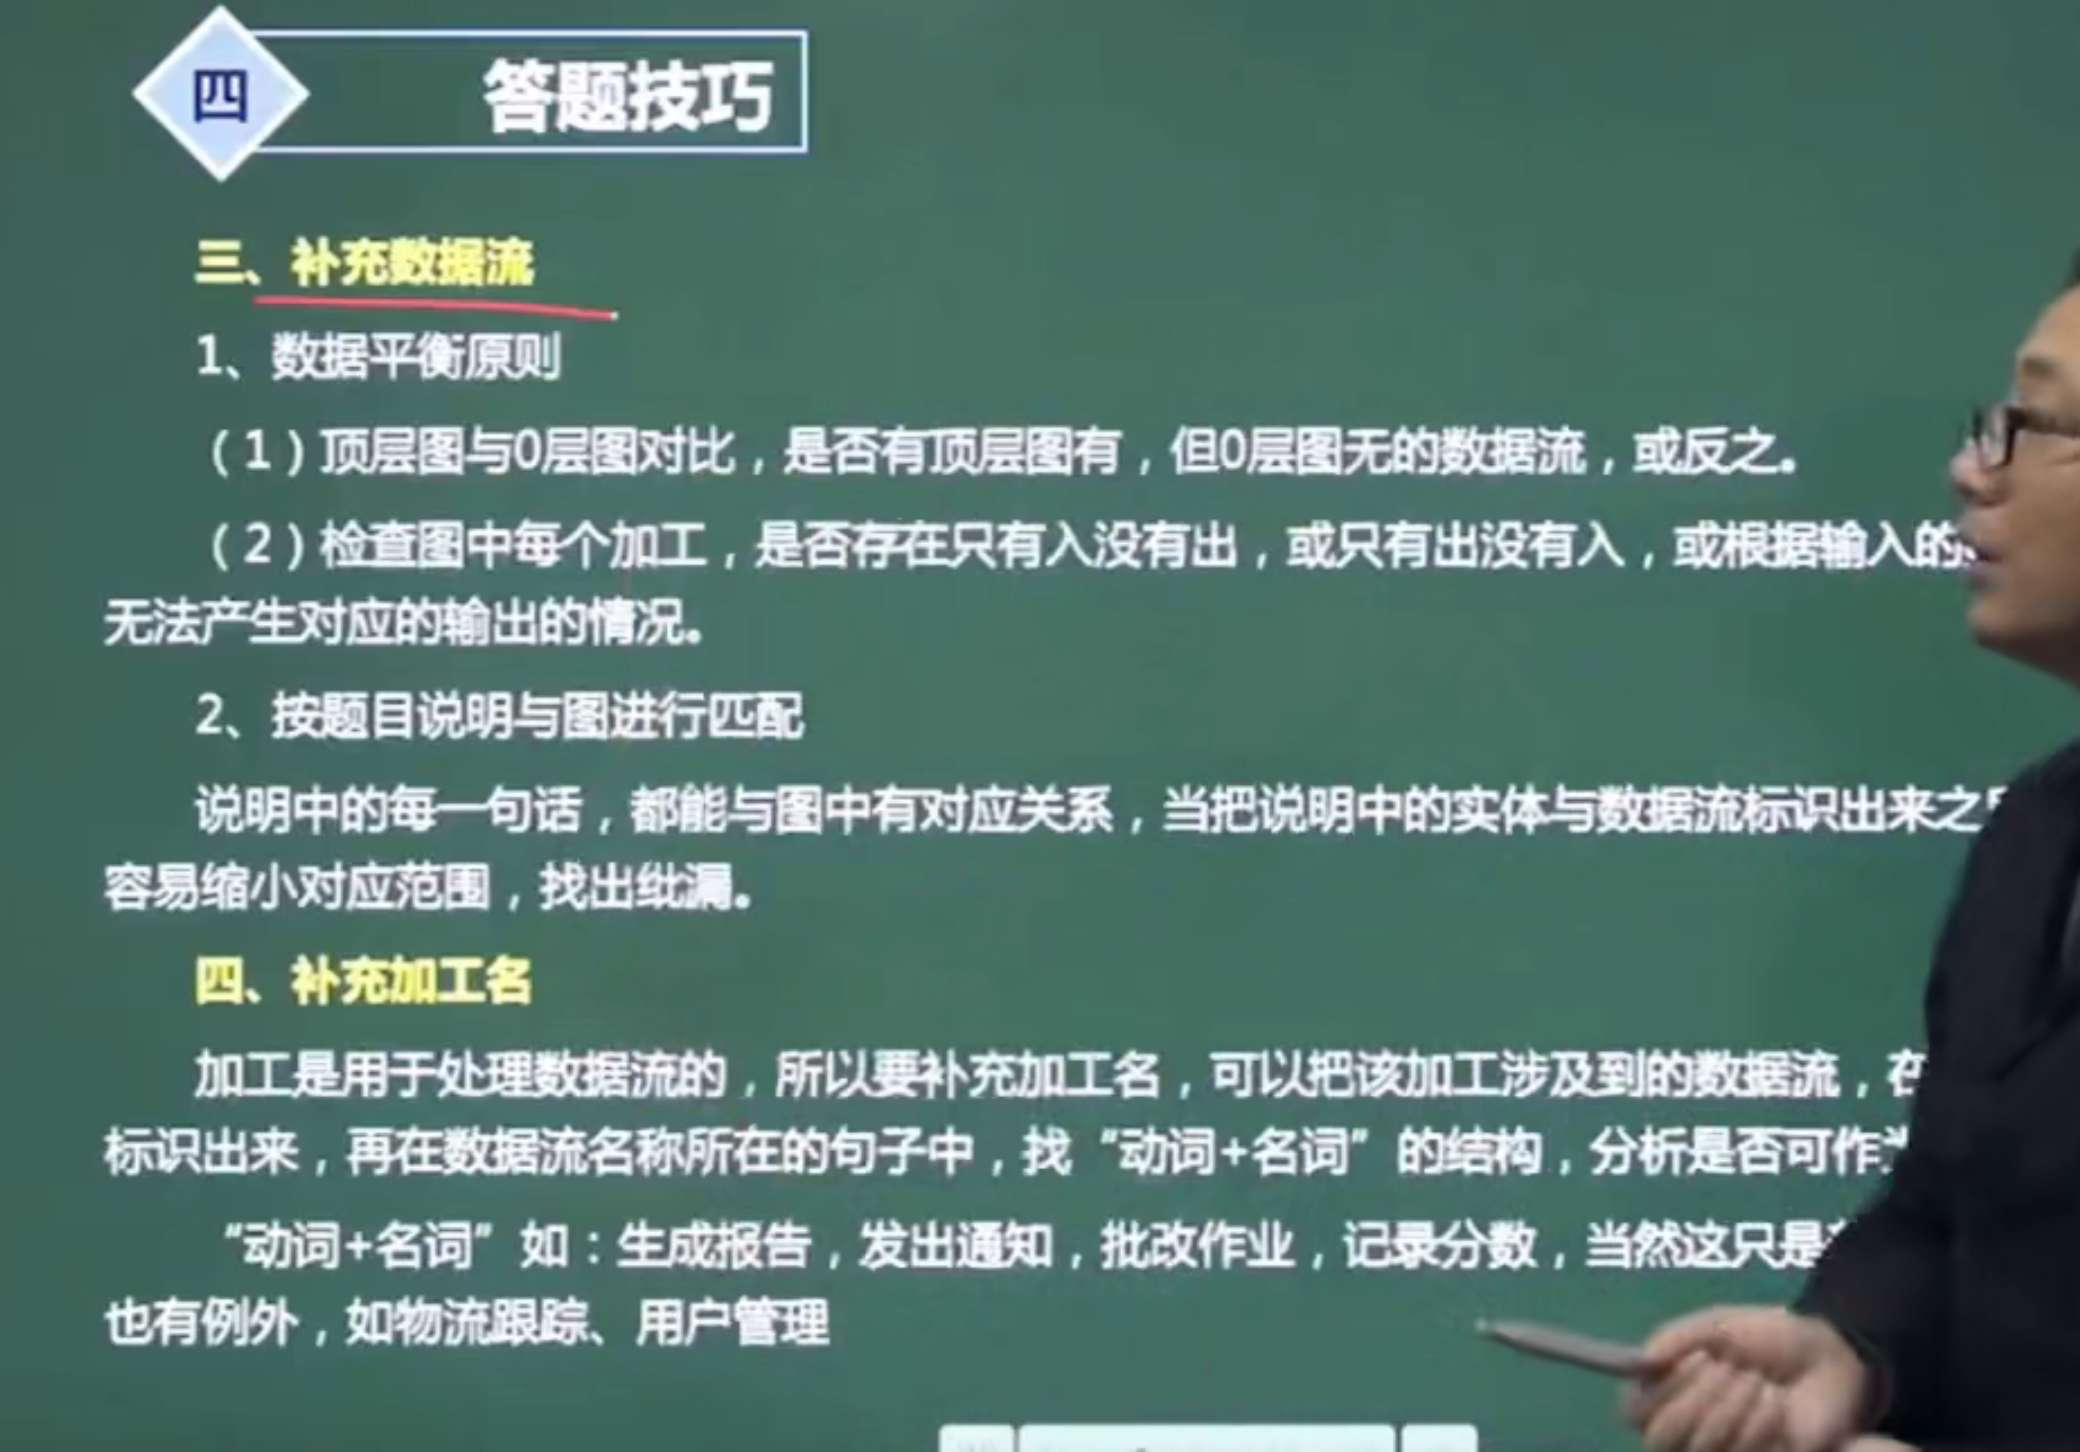 四
答题技巧
三、补充数据流
1、数据平衡原则
（1）顶层图与0层图对比，是否有顶层图有，但0层图无的数据流，或反之。
（2）检查图中每个加工，是否存在只有入没有出，或只有出没有入，或根据输入的
无法产生对应的输出的情况。
2、按题目说明与图进行匹配
说明中的每一句话，都能与图中有对应关系，当把说明中的实体与数据流标识出来之
容易缩小对应范围，找出纰漏。
四、补充加工名
加工是用于处理数据流的，所以要补充加工名，可以把该加工涉及到的数据流，在
标识出来，再在数据流名称所在的句子中，找“动词+名词”的结构，分析是否可作
“动词+名词”如：生成报告，发出通知，批改作业，记录分数，当然这只是
也有例外，如物流跟踪、用户管理